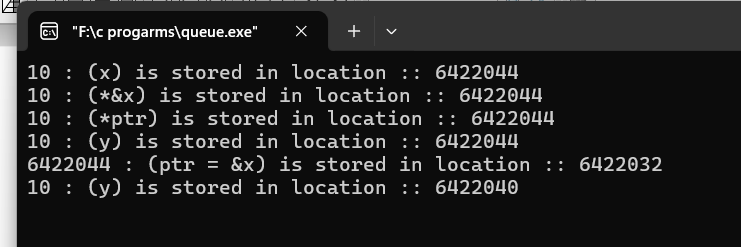 "F:\c progarms\queue.exe"
10 : (x) is stored in location :: 6422044
10 : (*&x) is stored in location :: 6422044
10 : (*ptr) is stored in location :: 6422044
10 : (y) is stored in location :: 6422044
6422044 : (ptr = &x) is stored in location :: 6422032
10 : (y) is stored in location :: 6422040